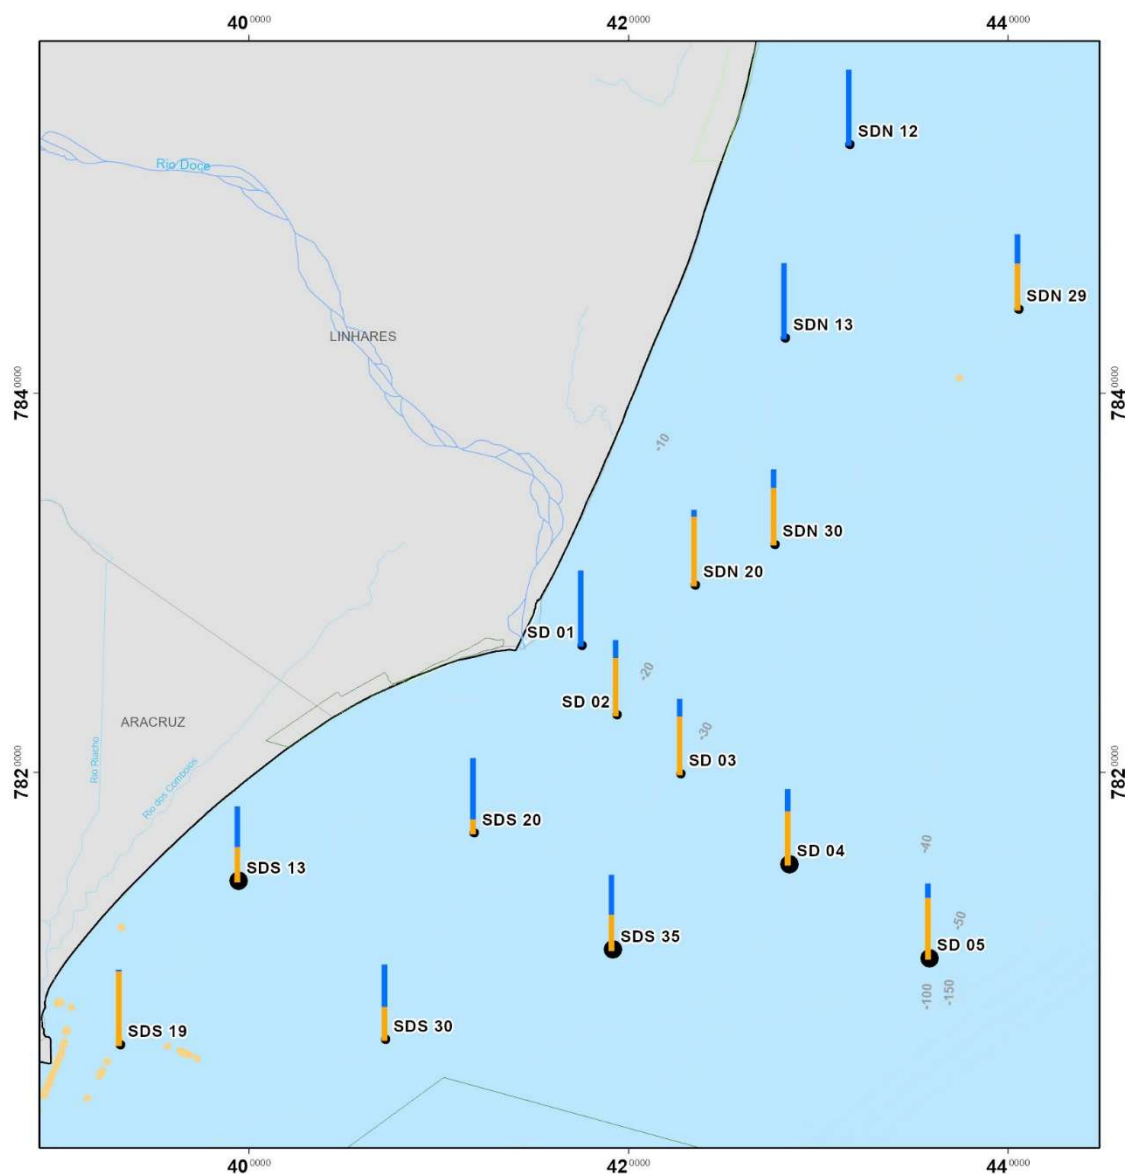 40⁰⁰⁰⁰ 42⁰⁰⁰⁰ 44⁰⁰⁰⁰
SDN 12
Rio Doce
SDN 29
SDN 13
LINHARES
784⁰⁰⁰⁰ 784⁰⁰⁰⁰
-10
SDN 30
SDN 20
SD 01
-20
SD 02
ARACRUZ
-30
Rio Riacho
SD 03
782⁰⁰⁰⁰ 782⁰⁰⁰⁰
Rio dos Comboios
SDS 20
-40
SD 04
SDS 13
-50
SDS 35
SD 05
-100
-150
SDS 19
SDS 30
40⁰⁰⁰⁰ 42⁰⁰⁰⁰ 44⁰⁰⁰⁰